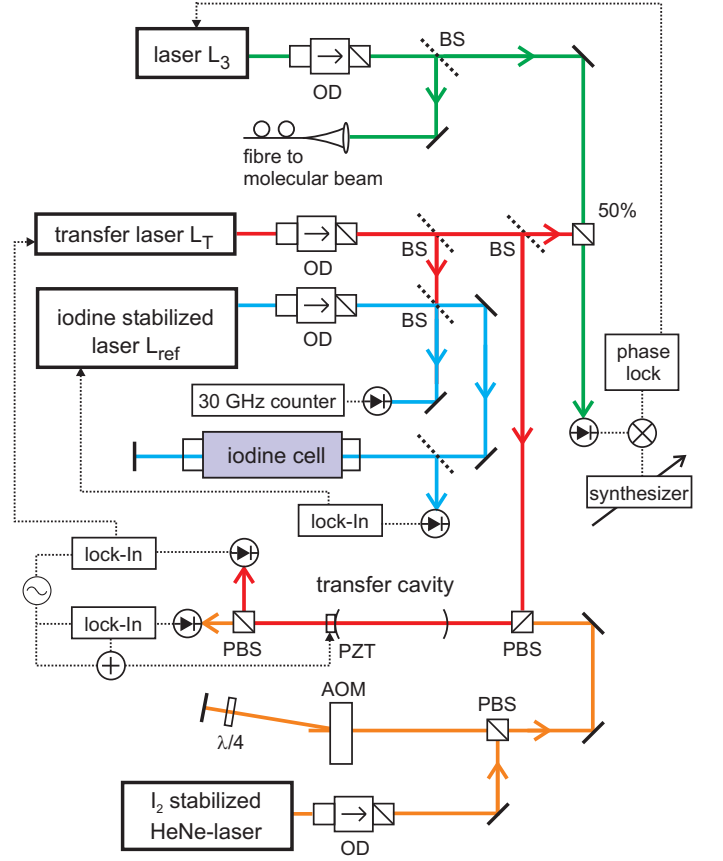 laser L3
BS
OD
fibre to
molecular beam
50%
transfer laser LT
BS
BS
OD
iodine stabilized
laser Lref
BS
OD
phase
lock
30 GHz counter
iodine cell
synthesizer
lock-In
lock-In
transfer cavity
lock-In
PBS
PZT
PBS
AOM
PBS
λ/4
I2 stabilized
HeNe-laser
OD